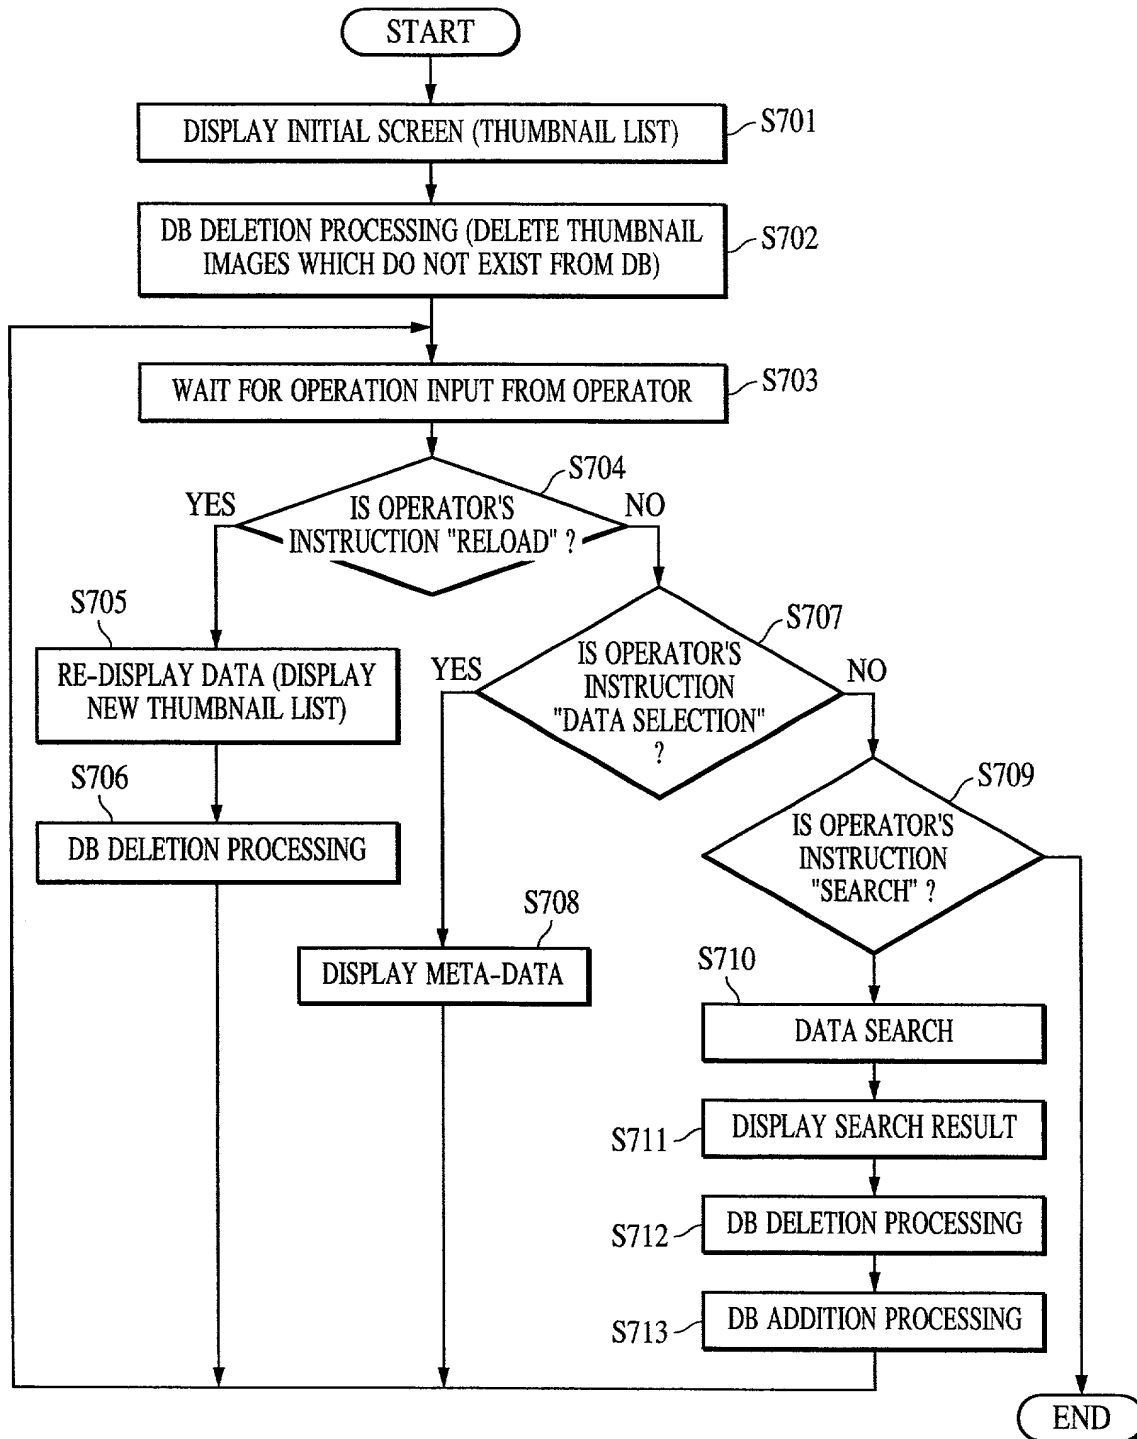 START
DISPLAY INITIAL SCREEN (THUMBNAIL LIST)
S701
DB DELETION PROCESSING (DELETE THUMBNAIL
IMAGES WHICH DO NOT EXIST FROM DB)
S702
WAIT FOR OPERATION INPUT FROM OPERATOR
S703
S704
YES
IS OPERATOR'S
INSTRUCTION "RELOAD" ?
NO
S705
RE-DISPLAY DATA (DISPLAY
NEW THUMBNAIL LIST)
S706
DB DELETION PROCESSING
S707
YES
IS OPERATOR'S
INSTRUCTION
"DATA SELECTION"
?
NO
S708
DISPLAY META-DATA
S709
IS OPERATOR'S
INSTRUCTION
"SEARCH" ?
S710
DATA SEARCH
S711
DISPLAY SEARCH RESULT
S712
DB DELETION PROCESSING
S713
DB ADDITION PROCESSING
END